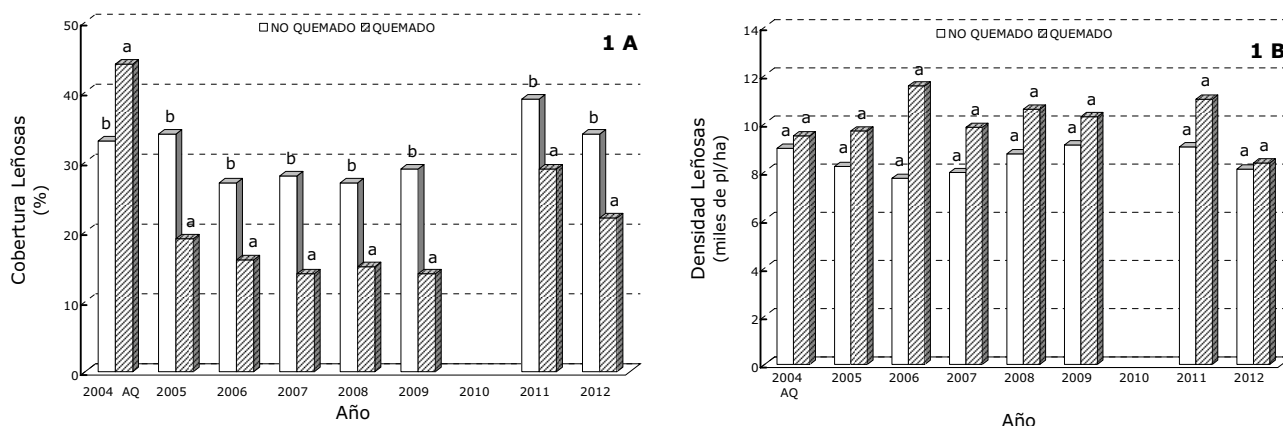 NO QUEMADO QUEMADO
1 A
Cobertura Leñosas
(%)
50
40
30
20
10
0
b a b a b a b a b a b a b a b a
2004 AQ 2005 2006 2007 2008 2009 2010 2011 2012
Año
NO QUEMADO QUEMADO
1 B
Densidad Leñosas
(miles de pl/ha)
14
12
10
8
6
4
2
0
a a a a a a a a a a a a a a a a
2004 2005 2006 2007 2008 2009 2010 2011 2012
AQ
Año